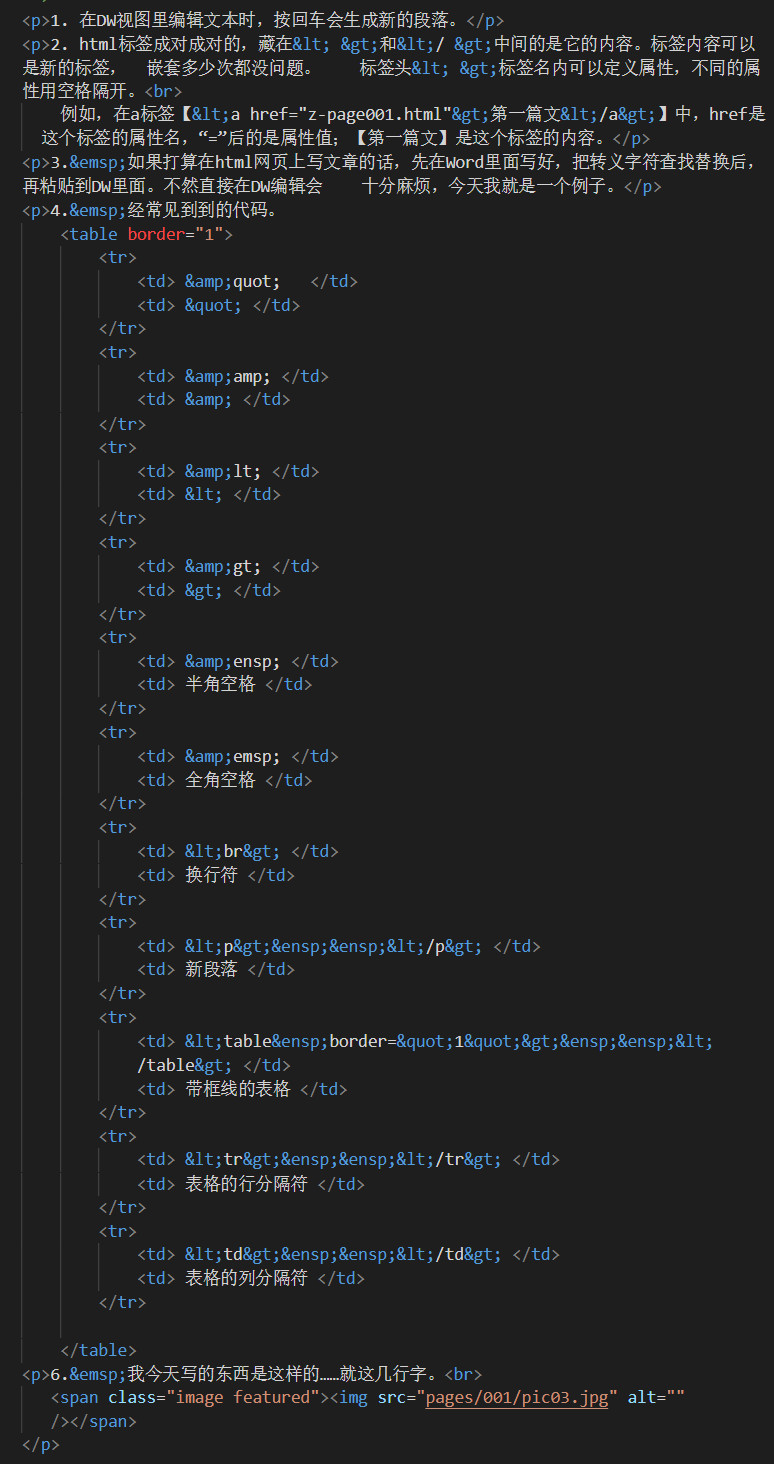 <p>1. 在DW视图里编辑文本时，按回车会生成新的段落。</p>
<p>2. html标签成对成对的，藏在&lt; &gt;和&lt;/ &gt;中间的是它的内容。标签内容可以
是新的标签，  嵌套多少次都没问题。    标签头&lt; &gt;标签名内可以定义属性，不同的属
性用空格隔开。<br>
    例如，在a标签【&lt;a href="z-page001.html"&gt;第一篇文&lt;/a&gt;】中，href是
  这个标签的属性名，“=”后的是属性值；【第一篇文】是这个标签的内容。</p>
<p>3.&emsp;如果打算在html网页上写文章的话，先在Word里面写好，把转义字符查找替换后，
再粘贴到DW里面。不然直接在DW编辑会    十分麻烦，今天我就是一个例子。</p>
<p>4.&emsp;经常见到到的代码。
    <table border="1">
        <tr>
            <td> &amp;quot;   </td>
            <td> &quot; </td>
        </tr>
        <tr>
            <td> &amp;amp; </td>
            <td> &amp; </td>
        </tr>
        <tr>
            <td> &amp;lt; </td>
            <td> &lt; </td>
        </tr>
        <tr>
            <td> &amp;gt; </td>
            <td> &gt; </td>
        </tr>
        <tr>
            <td> &amp;ensp; </td>
            <td> 半角空格 </td>
        </tr>
        <tr>
            <td> &amp;emsp; </td>
            <td> 全角空格 </td>
        </tr>
        <tr>
            <td> &lt;br&gt; </td>
            <td> 换行符 </td>
        </tr>
        <tr>
            <td> &lt;p&gt;&ensp;&ensp;&lt;/p&gt; </td>
            <td> 新段落 </td>
        </tr>
        <tr>
            <td> &lt;table&ensp;border=&quot;1&quot;&gt;&ensp;&ensp;&lt;
            /table&gt; </td>
            <td> 带框线的表格 </td>
        </tr>
        <tr>
            <td> &lt;tr&gt;&ensp;&ensp;&lt;/tr&gt; </td>
            <td> 表格的行分隔符 </td>
        </tr>
        <tr>
            <td> &lt;td&gt;&ensp;&ensp;&lt;/td&gt; </td>
            <td> 表格的列分隔符 </td>
        </tr>
    </table>
<p>6.&emsp;我今天写的东西是这样的……就这几行字。<br>
   <span class="image featured"><img src="pages/001/pic03.jpg" alt=""
   /></span>
</p>